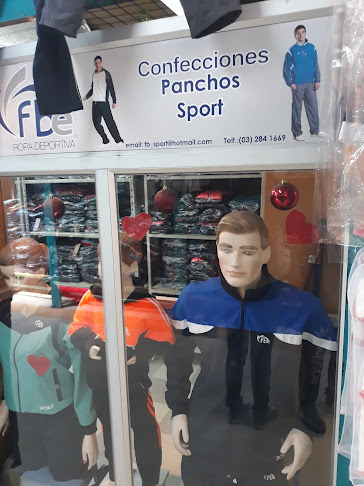 Confecciones
Panchos
Sport
fbe
ROPA DEPORTIVA
email: fb_sport@hotmail.com Telf.:(03) 284 1669